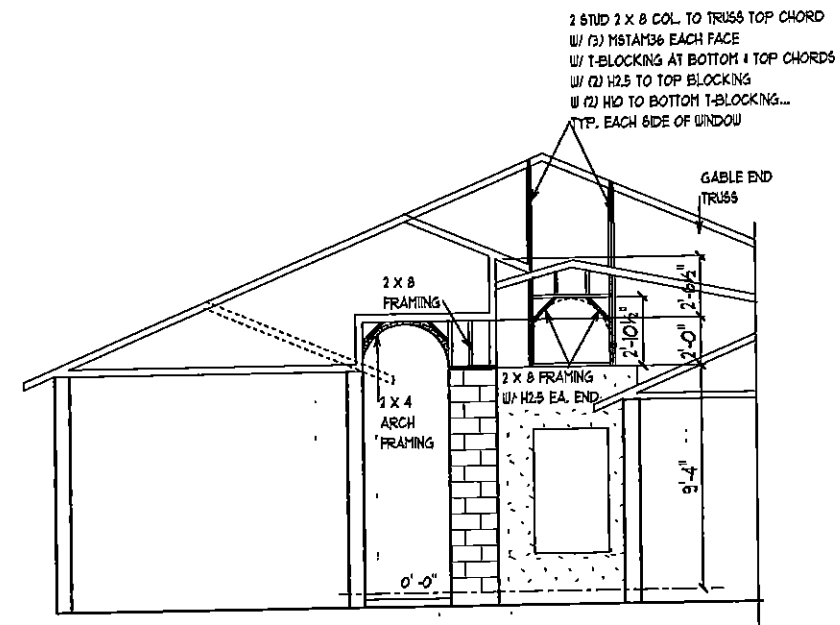 2 STUD 2 X 8 COL. TO TRUSS TOP CHORD
W/ (3) MSTAM36 EACH FACE
W/ T-BLOCKING AT BOTTOM & TOP CHORDS
W/ (2) H2.5 TO TOP BLOCKING
W (2) H10 TO BOTTOM T-BLOCKING...
TYP. EACH SIDE OF WINDOW
GABLE END
TRUSS
2 X 8
FRAMING
2'-6½"
2'-10½"
2'-0"
2 X 8 FRAMING
W/ H2.5 EA. END
2 X 4
ARCH
FRAMING
9'-4"
0'-0"